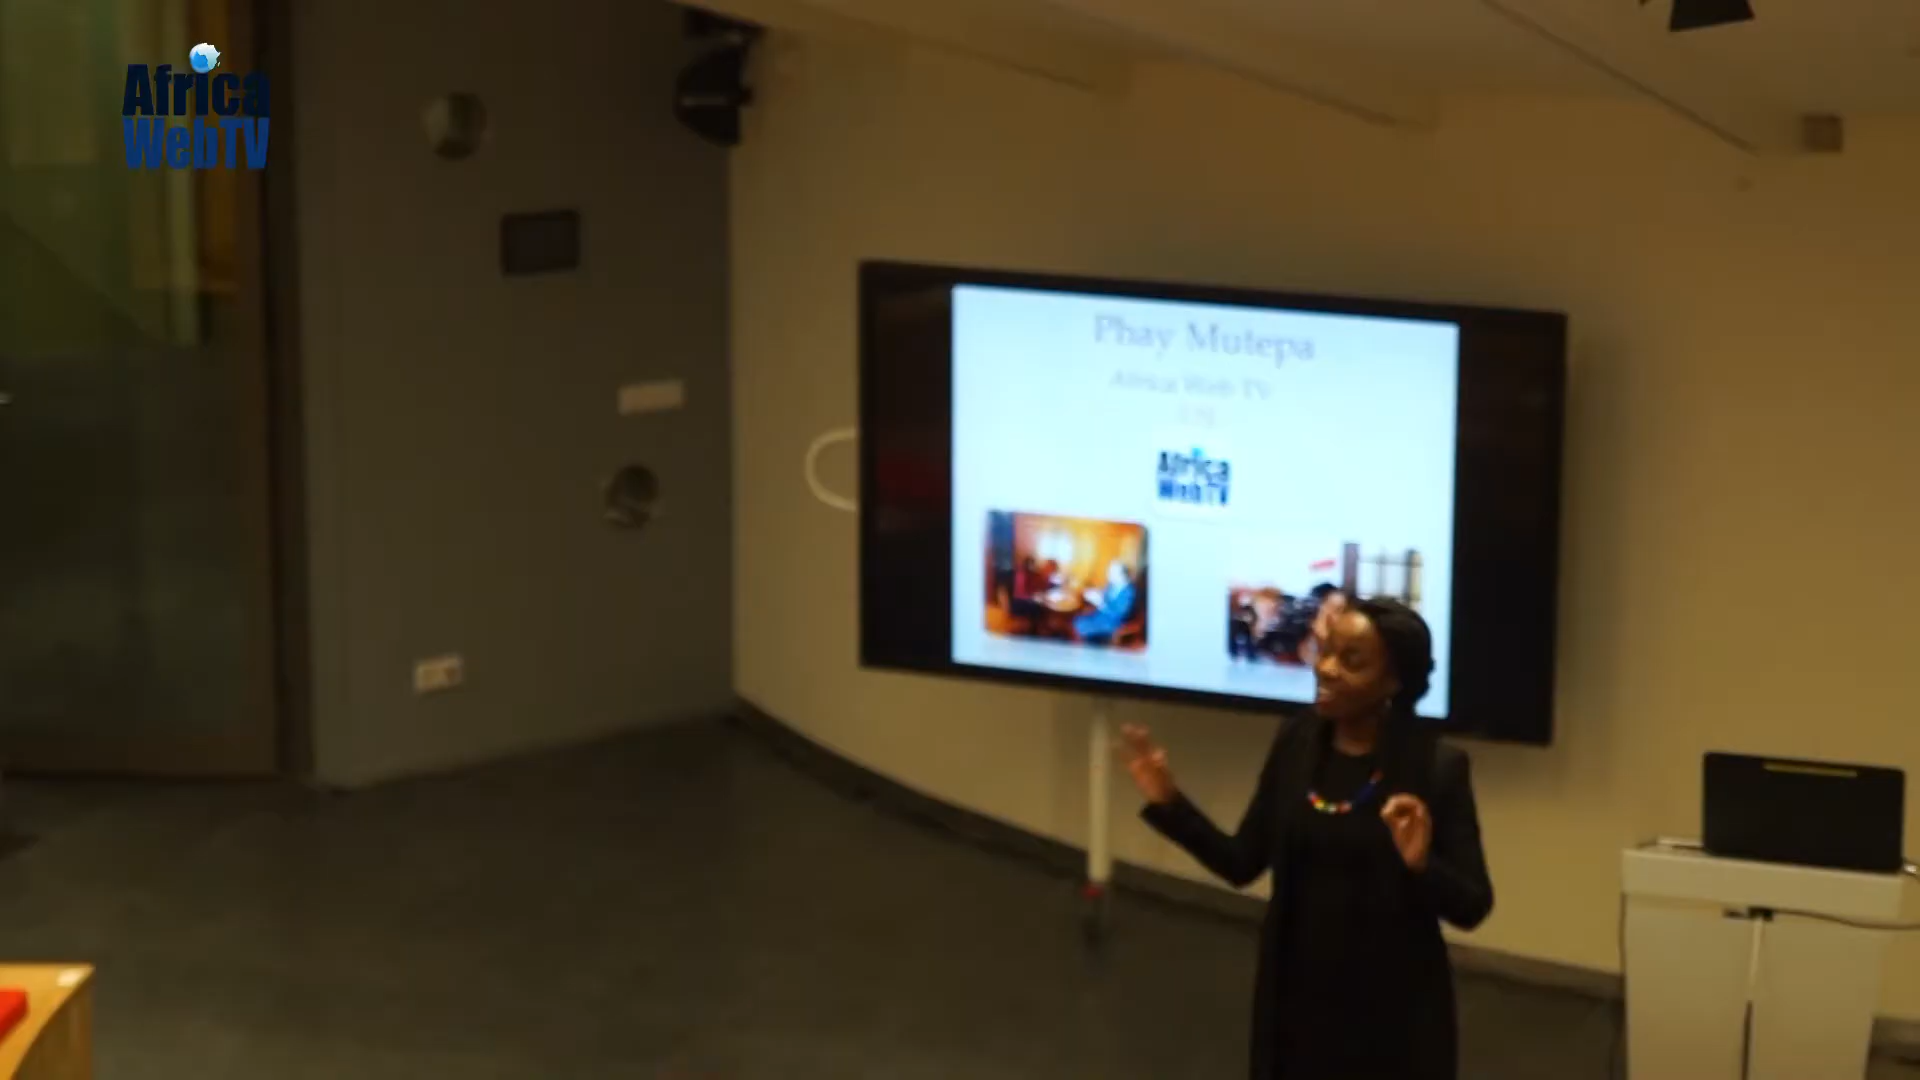 Africa
WebTV
Phay Mutepa
Africa Web TV
Africa
WebTV